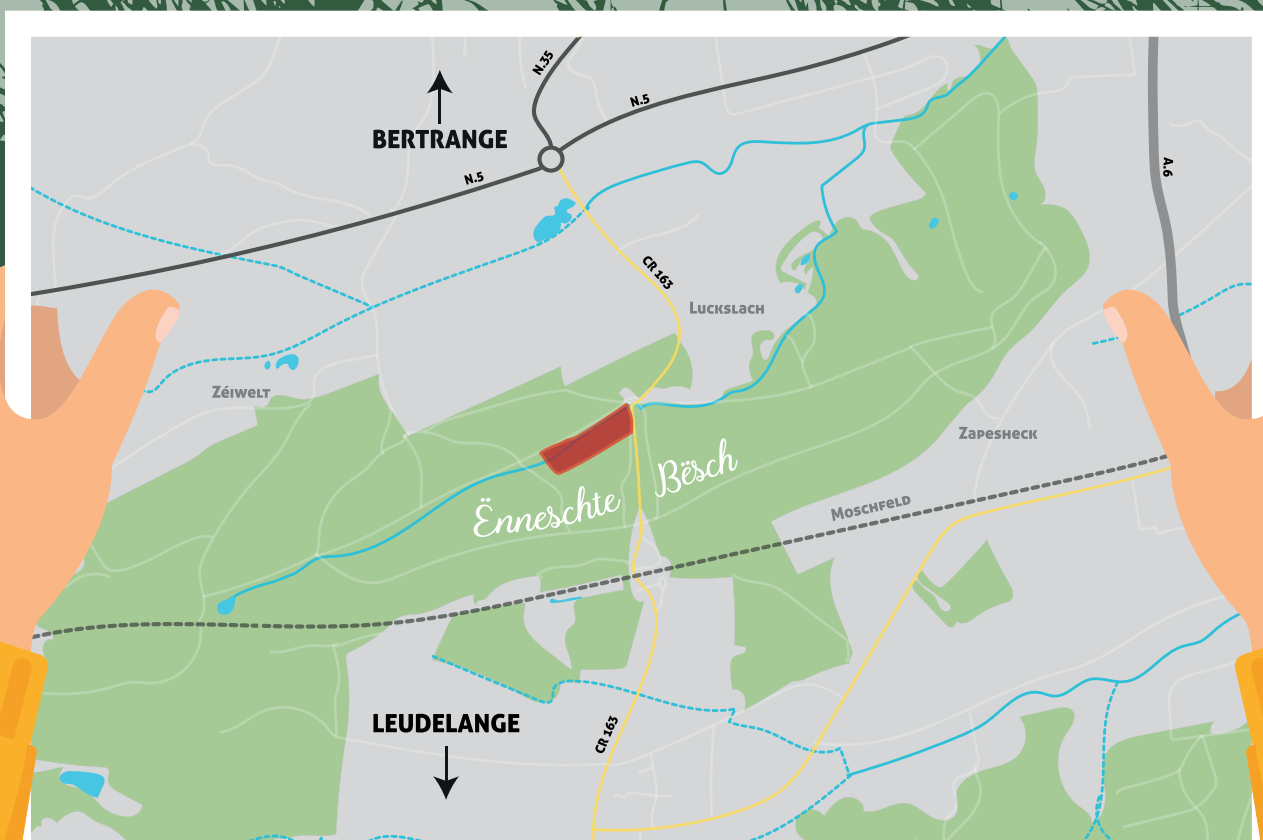 N.35
N.5
BERTRANGE
A.6
N.5
CR 163
LUCKSLACH
ZÉIWELT
ZAPESHECK
Ënneschte Bësch
MOSCHFELD
LEUDELANGE
CR 163